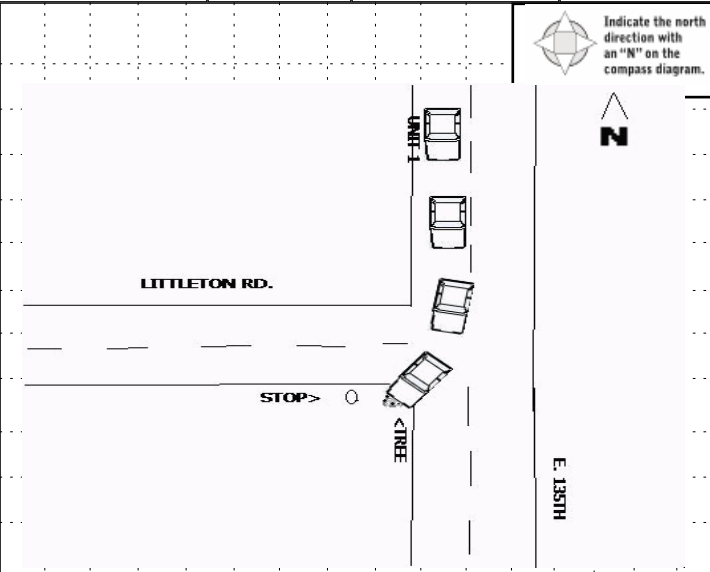 Indicate the north
direction with
an "N" on the
compass diagram.
N
UNIT 1
LITTLETON RD.
STOP>
<TREE
E. 135TH